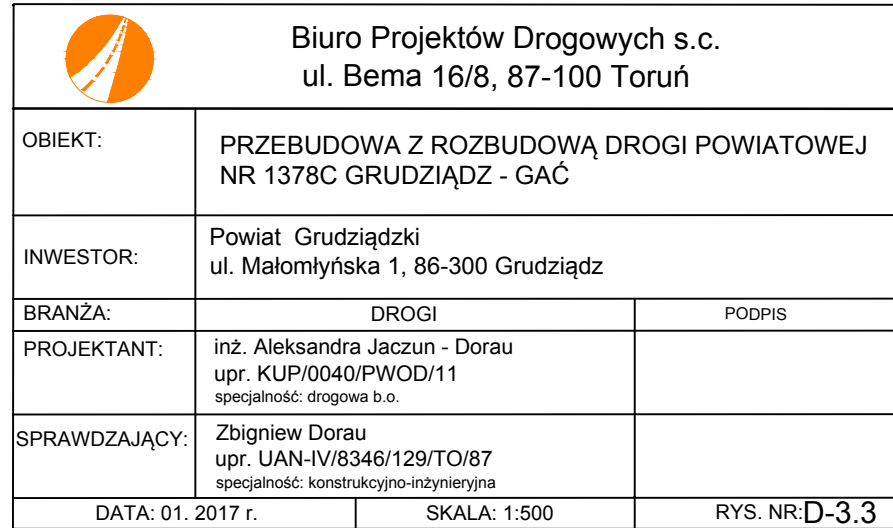 Biuro Projektów Drogowych s.c.
ul. Bema 16/8, 87-100 Toruń
OBIEKT:
PRZEBUDOWA Z ROZBUDOWĄ DROGI POWIATOWEJ
NR 1378C GRUDZIĄDZ - GAĆ
INWESTOR:
Powiat Grudziądzki
ul. Małomłyńska 1, 86-300 Grudziądz
BRANŻA:
DROGI
PODPIS
PROJEKTANT:
inż. Aleksandra Jaczun - Dorau
upr. KUP/0040/PWOD/11
specjalność: drogowa b.o.
SPRAWDZAJĄCY:
Zbigniew Dorau
upr. UAN-IV/8346/129/TO/87
specjalność: konstrukcyjno-inżynieryjna
DATA: 01. 2017 r.
SKALA: 1:500
RYS. NR:D-3.3